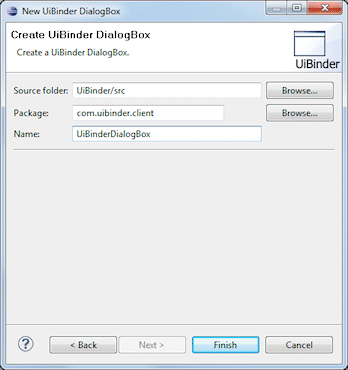 New UiBinder DialogBox
Create UiBinder DialogBox
Create a UiBinder DialogBox.
UiBinder
Source folder: UiBinder/src Browse...
Package: com.uibinder.client Browse...
Name: UiBinderDialogBox
? < Back Next > Finish Cancel